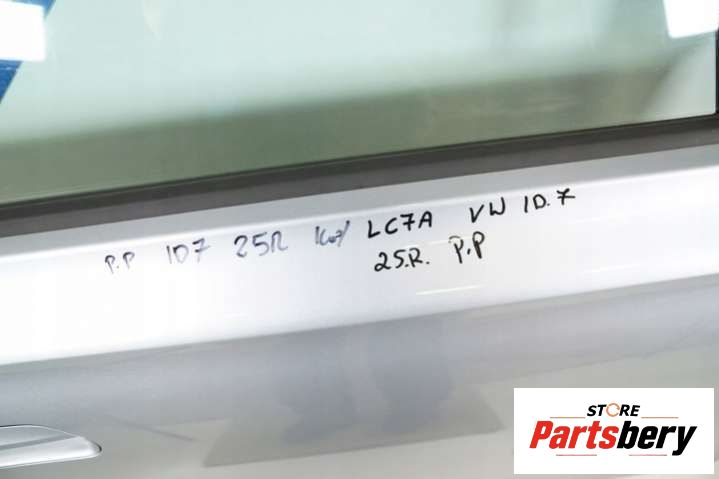 P.P ID7 25R LC7A VW ID.7
25.R. P.P
STORE
Partsbery